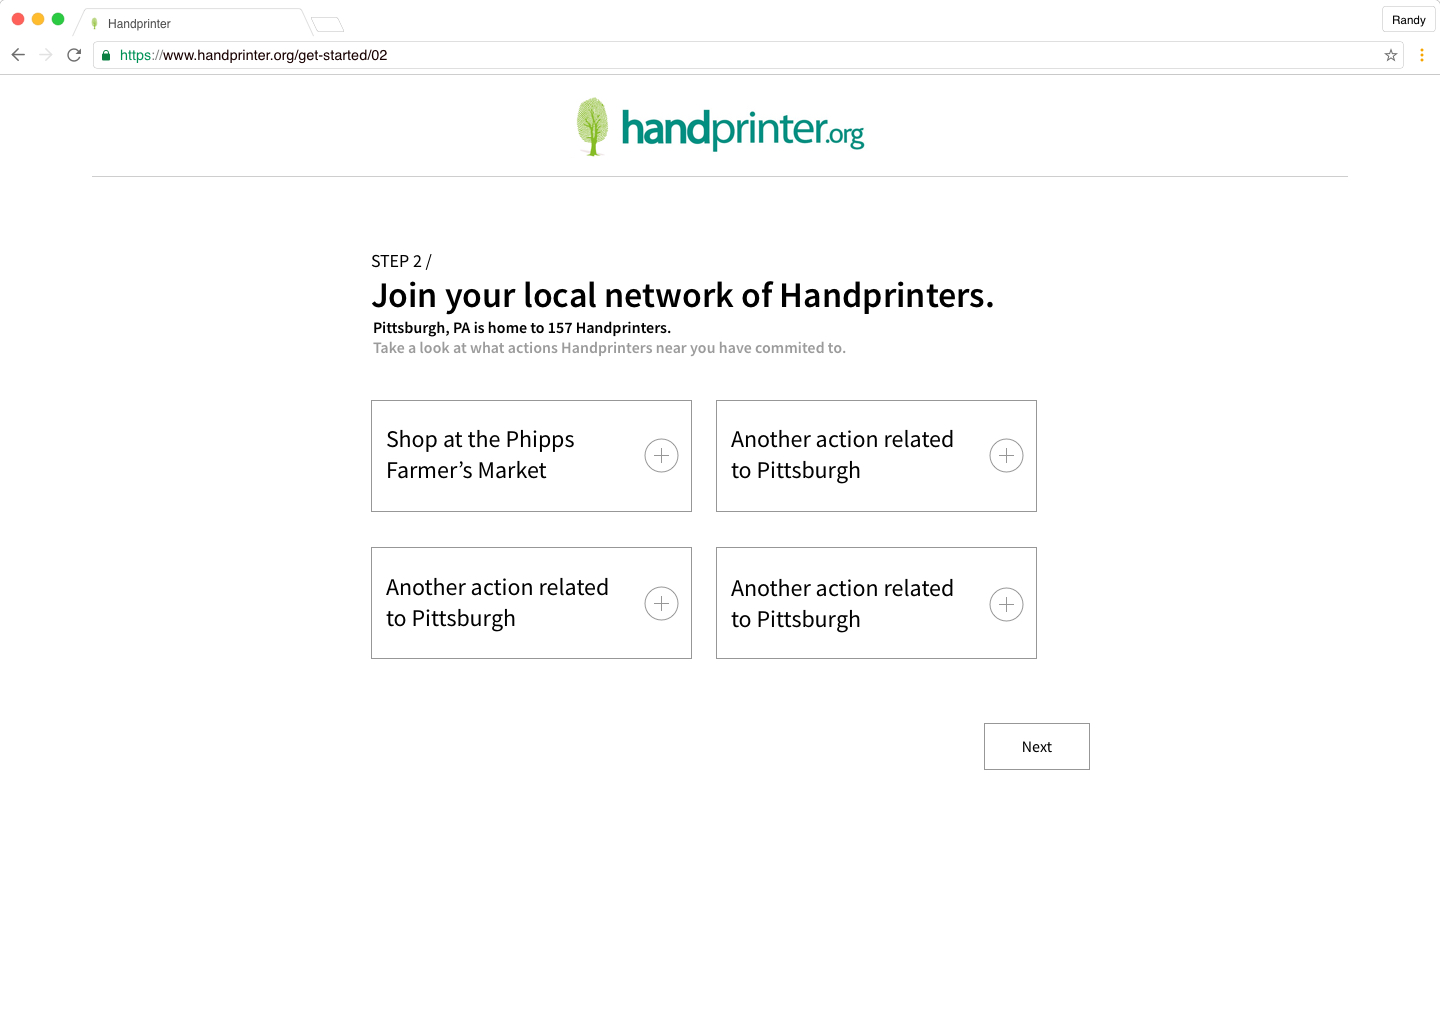 Handprinter
Randy
https://www.handprinter.org/get-started/02
handprinter.org
STEP 2 /
Join your local network of Handprinters.
Pittsburgh, PA is home to 157 Handprinters.
Take a look at what actions Handprinters near you have commited to.
Shop at the Phipps
Farmer’s Market
Another action related
to Pittsburgh
Another action related
to Pittsburgh
Another action related
to Pittsburgh
Next